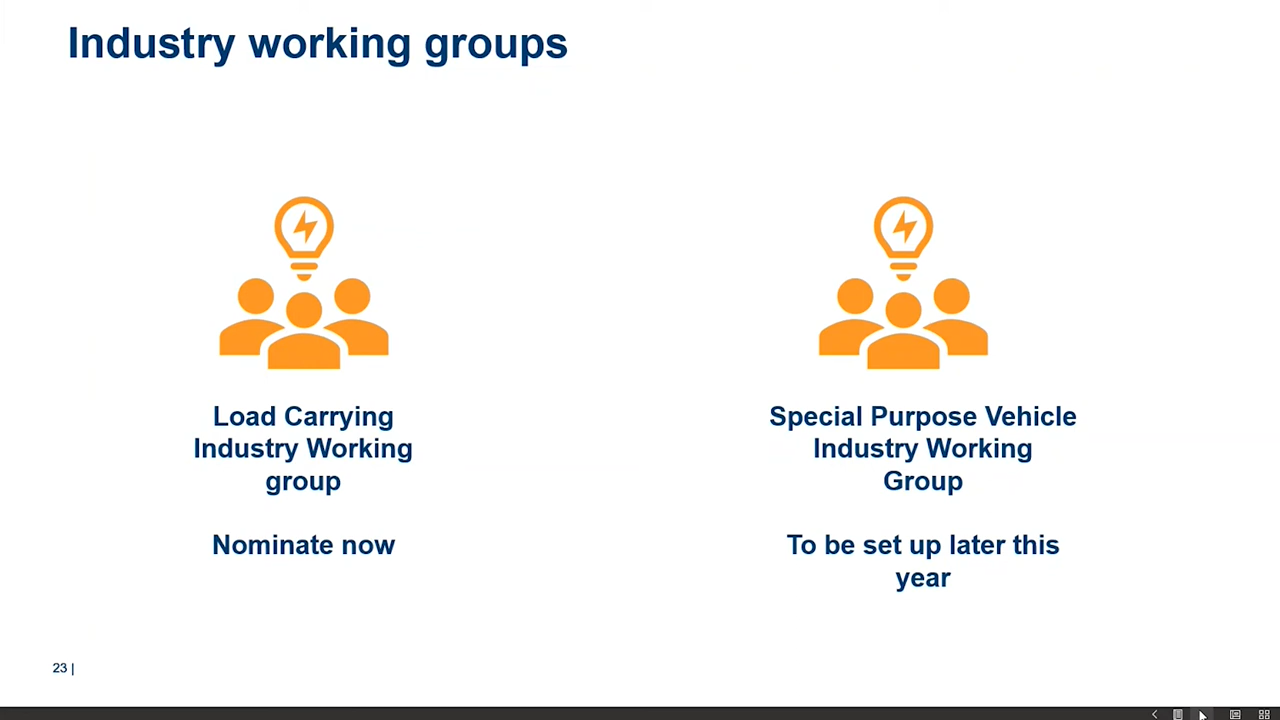 Industry working groups
Load Carrying
Industry Working
group
Nominate now
Special Purpose Vehicle
Industry Working
Group
To be set up later this
year
23 |